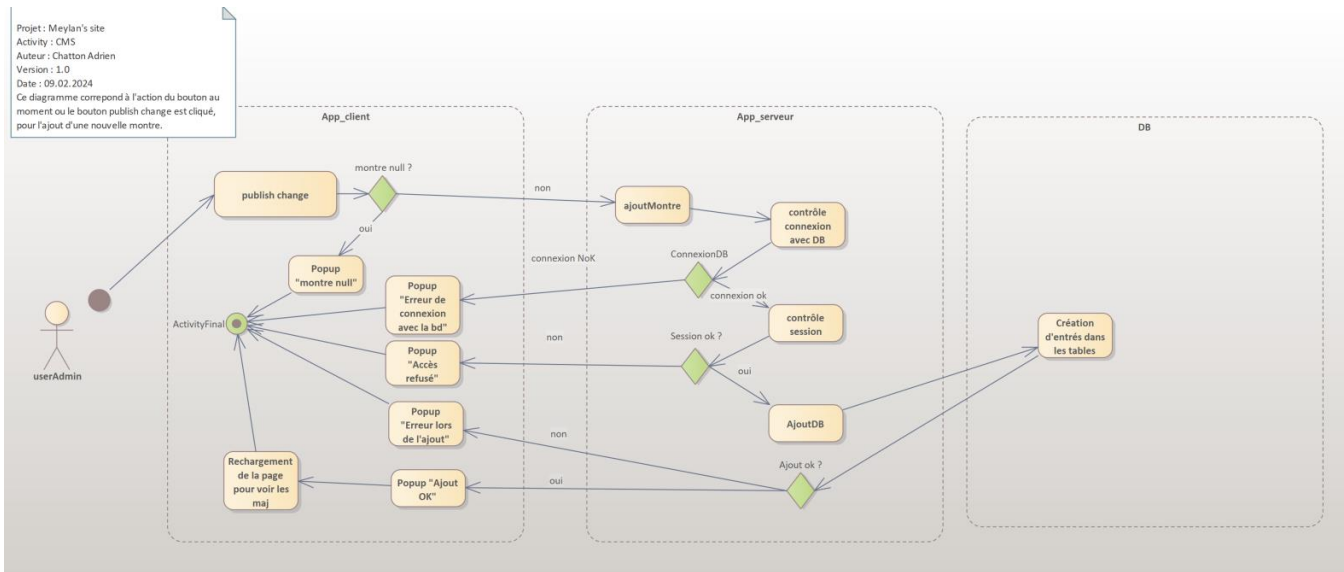 Projet : Meylan's site
Activity : CMS
Auteur : Chatton Adrien
Version : 1.0
Date : 09.02.2024
Ce diagramme correpond à l'action du bouton au
moment ou le bouton publish change est cliqué,
pour l'ajout d'une nouvelle montre.
App_client
App_serveur
DB
montre null ?
publish change
non
ajoutMontre
contrôle
connexion
avec DB
oui
Popup
"montre null"
connexion NoK
ConnexionDB
Popup
"Erreur de
connexion
avec la bd"
connexion ok
contrôle
session
ActivityFinal
userAdmin
Popup
"Accès
refusé"
non
Session ok ?
oui
Création
d'entrés dans
les tables
Popup
"Erreur lors
de l'ajout"
non
AjoutDB
Rechargement
de la page
pour voir les
maj
Popup "Ajout
OK"
oui
Ajout ok ?